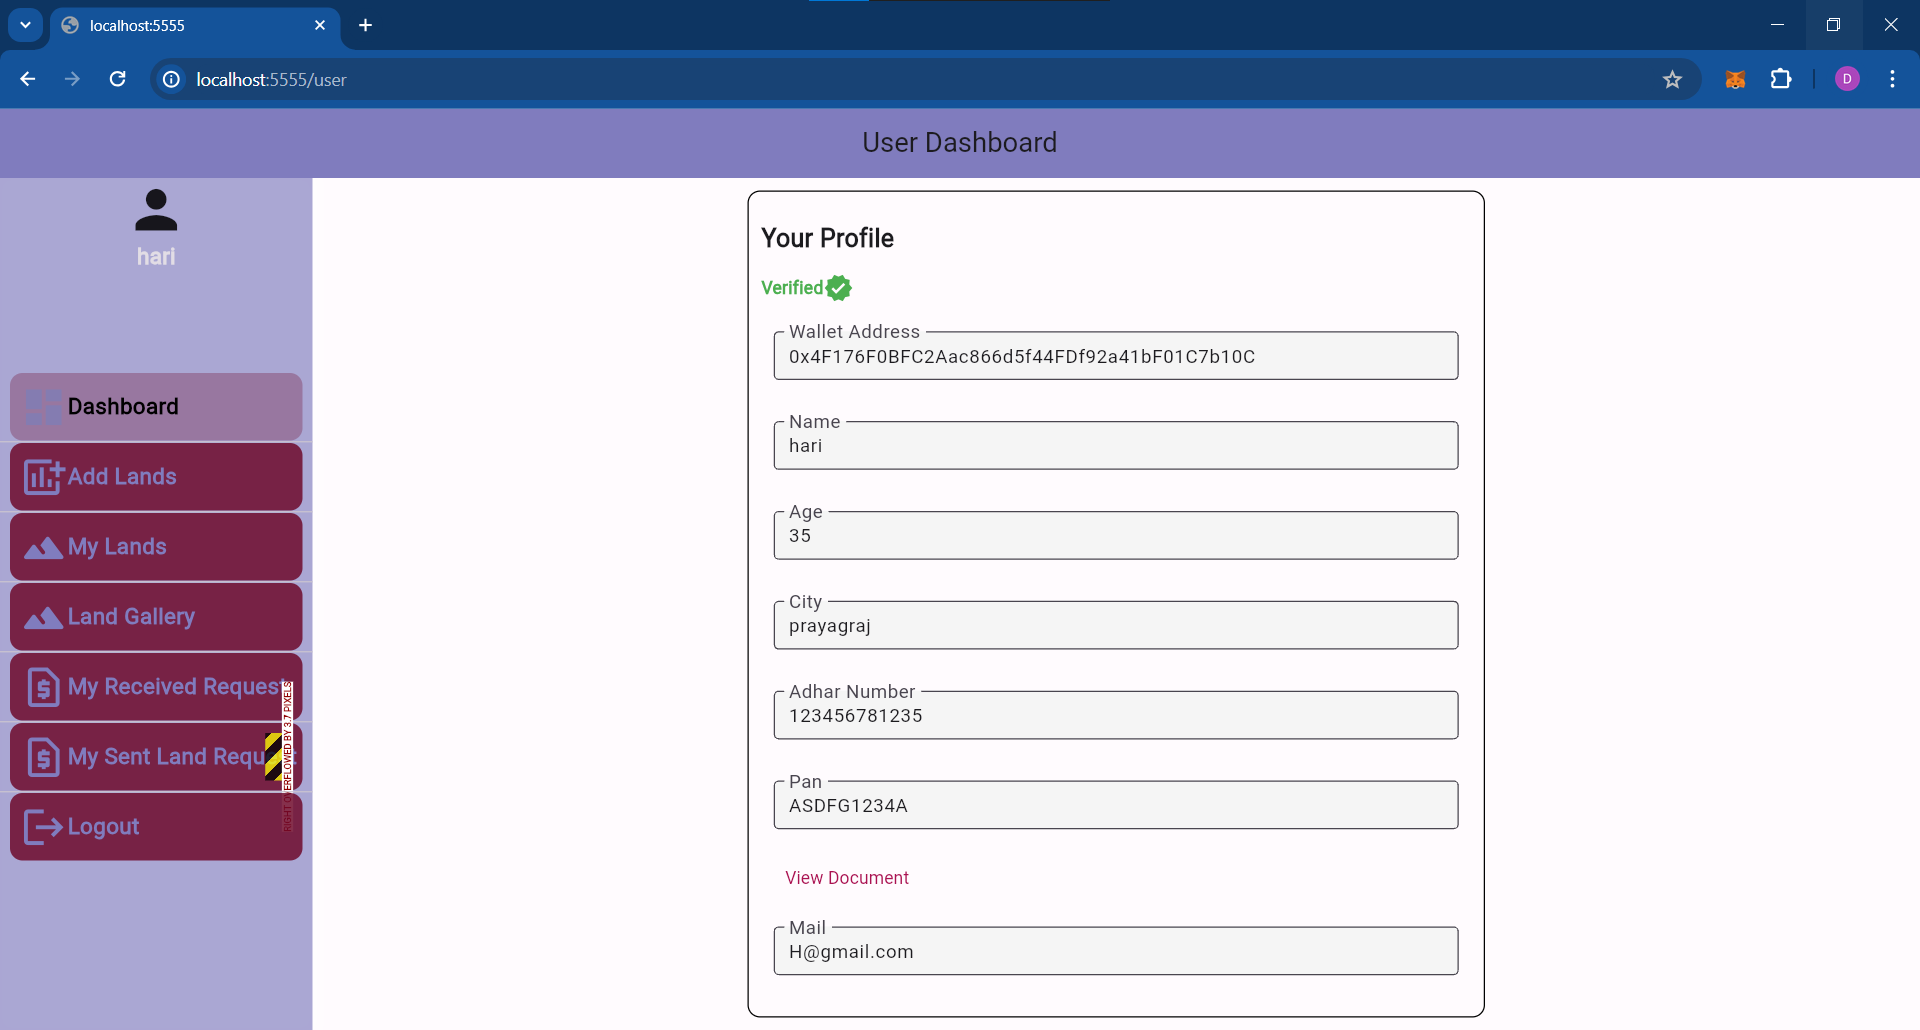 localhost:5555
localhost:5555/user
D
User Dashboard
hari
Dashboard
Add Lands
My Lands
Land Gallery
My Received Request
My Sent Land
RIGHT OVERFLOWED BY 3.7 PIXELS
Logout
Your Profile
Verified
Wallet Address
0x4F176F0BFC2Aac866d5f44FDf92a41bF01C7b10C
Name
hari
Age
35
City
prayagraj
Adhar Number
123456781235
Pan
ASDFG1234A
View Document
Mail
H@gmail.com